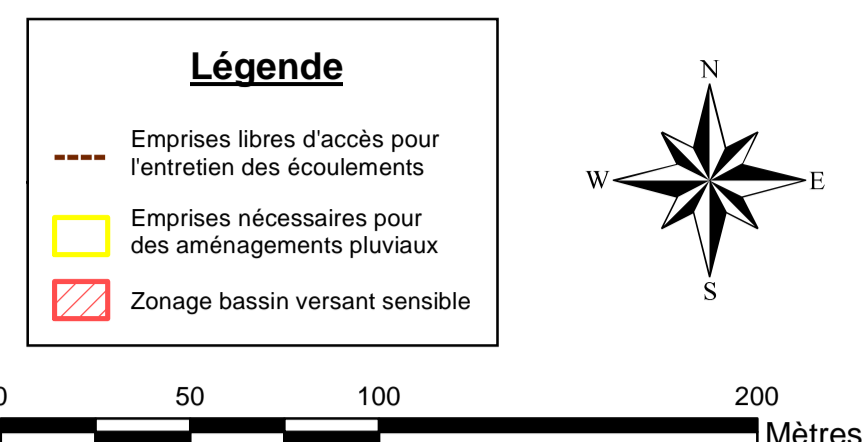 Légende
Emprises libres d'accès pour
l'entretien des écoulements
Emprises nécessaires pour
des aménagements pluviaux
Zonage bassin versant sensible
N
W E
S
0 50 100 200
Mètres